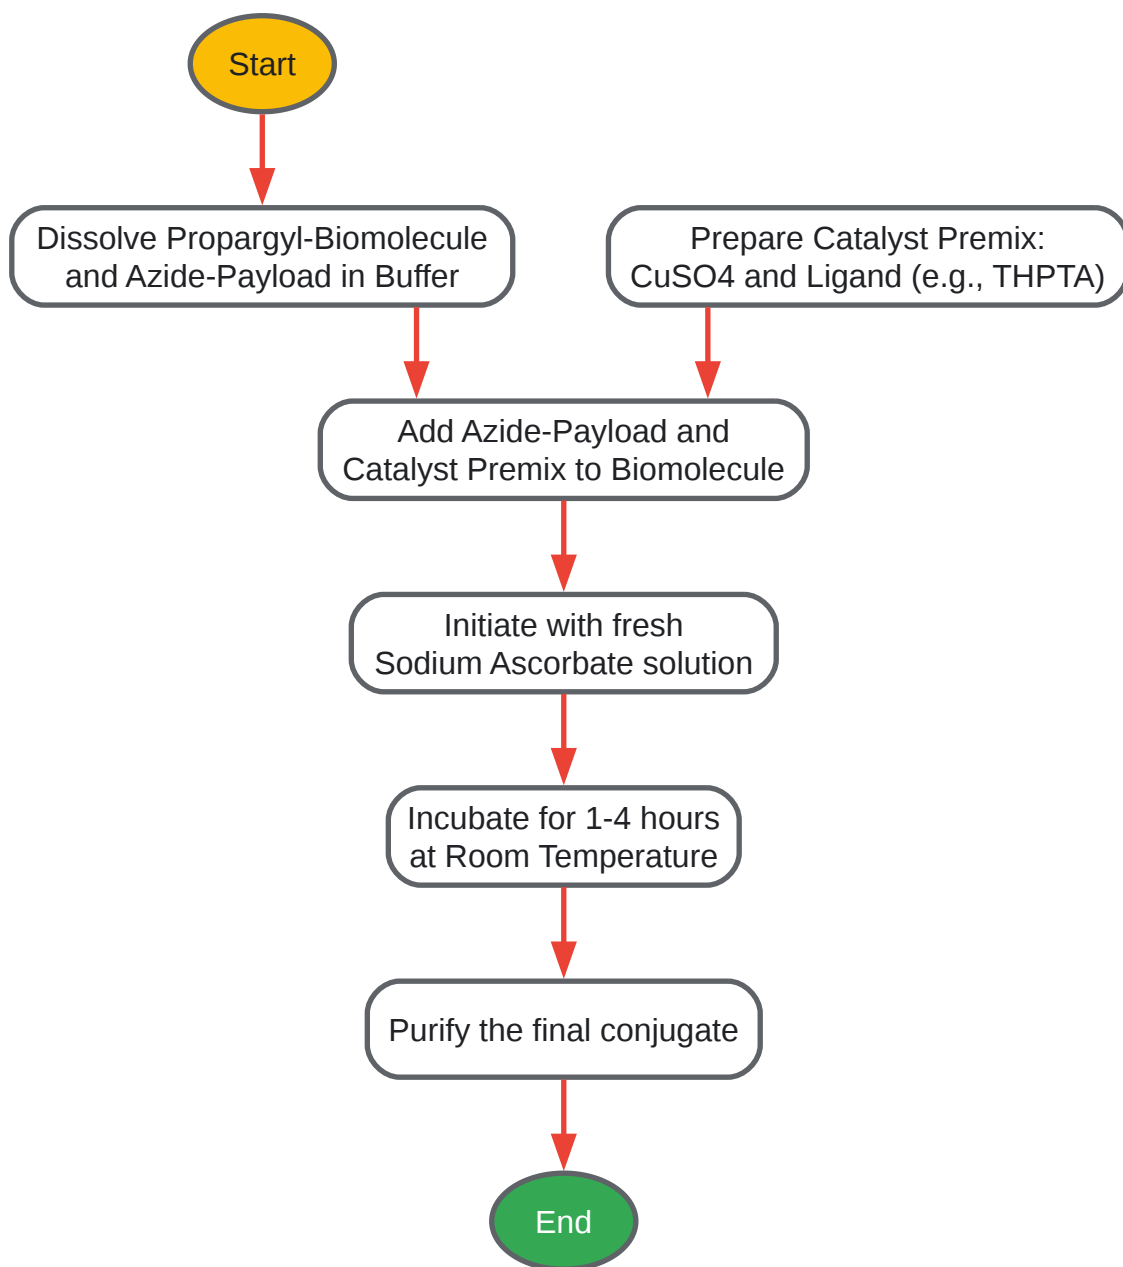 Start
Dissolve Propargyl-Biomolecule
and Azide-Payload in Buffer
Prepare Catalyst Premix:
CuSO4 and Ligand (e.g., THPTA)
Add Azide-Payload and
Catalyst Premix to Biomolecule
Initiate with fresh
Sodium Ascorbate solution
Incubate for 1-4 hours
at Room Temperature
Purify the final conjugate
End